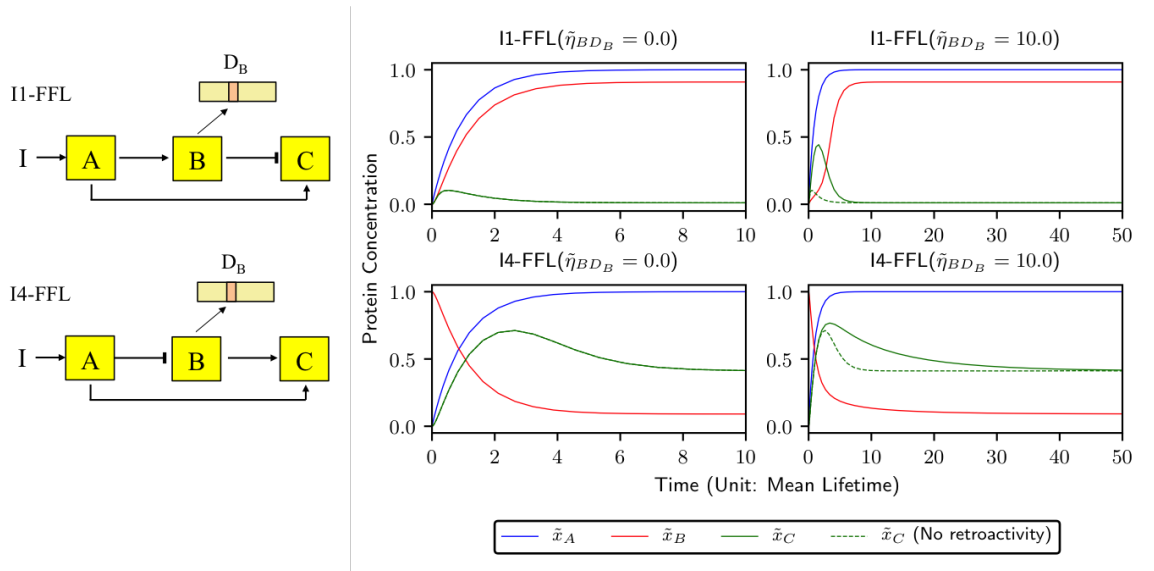 D_B
I1-FFL
I A B C
D_B
I4-FFL
I A B C
I1-FFL(η̃_{BD_B} = 0.0)
I1-FFL(η̃_{BD_B} = 10.0)
1.0
0.5
0.0
0 2 4 6 8 10
1.0
0.5
0.0
0 10 20 30 40 50
I4-FFL(η̃_{BD_B} = 0.0)
I4-FFL(η̃_{BD_B} = 10.0)
1.0
0.5
0.0
0 2 4 6 8 10
1.0
0.5
0.0
0 10 20 30 40 50
Protein Concentration
Time (Unit: Mean Lifetime)
x̃_A x̃_B x̃_C x̃_C (No retroactivity)